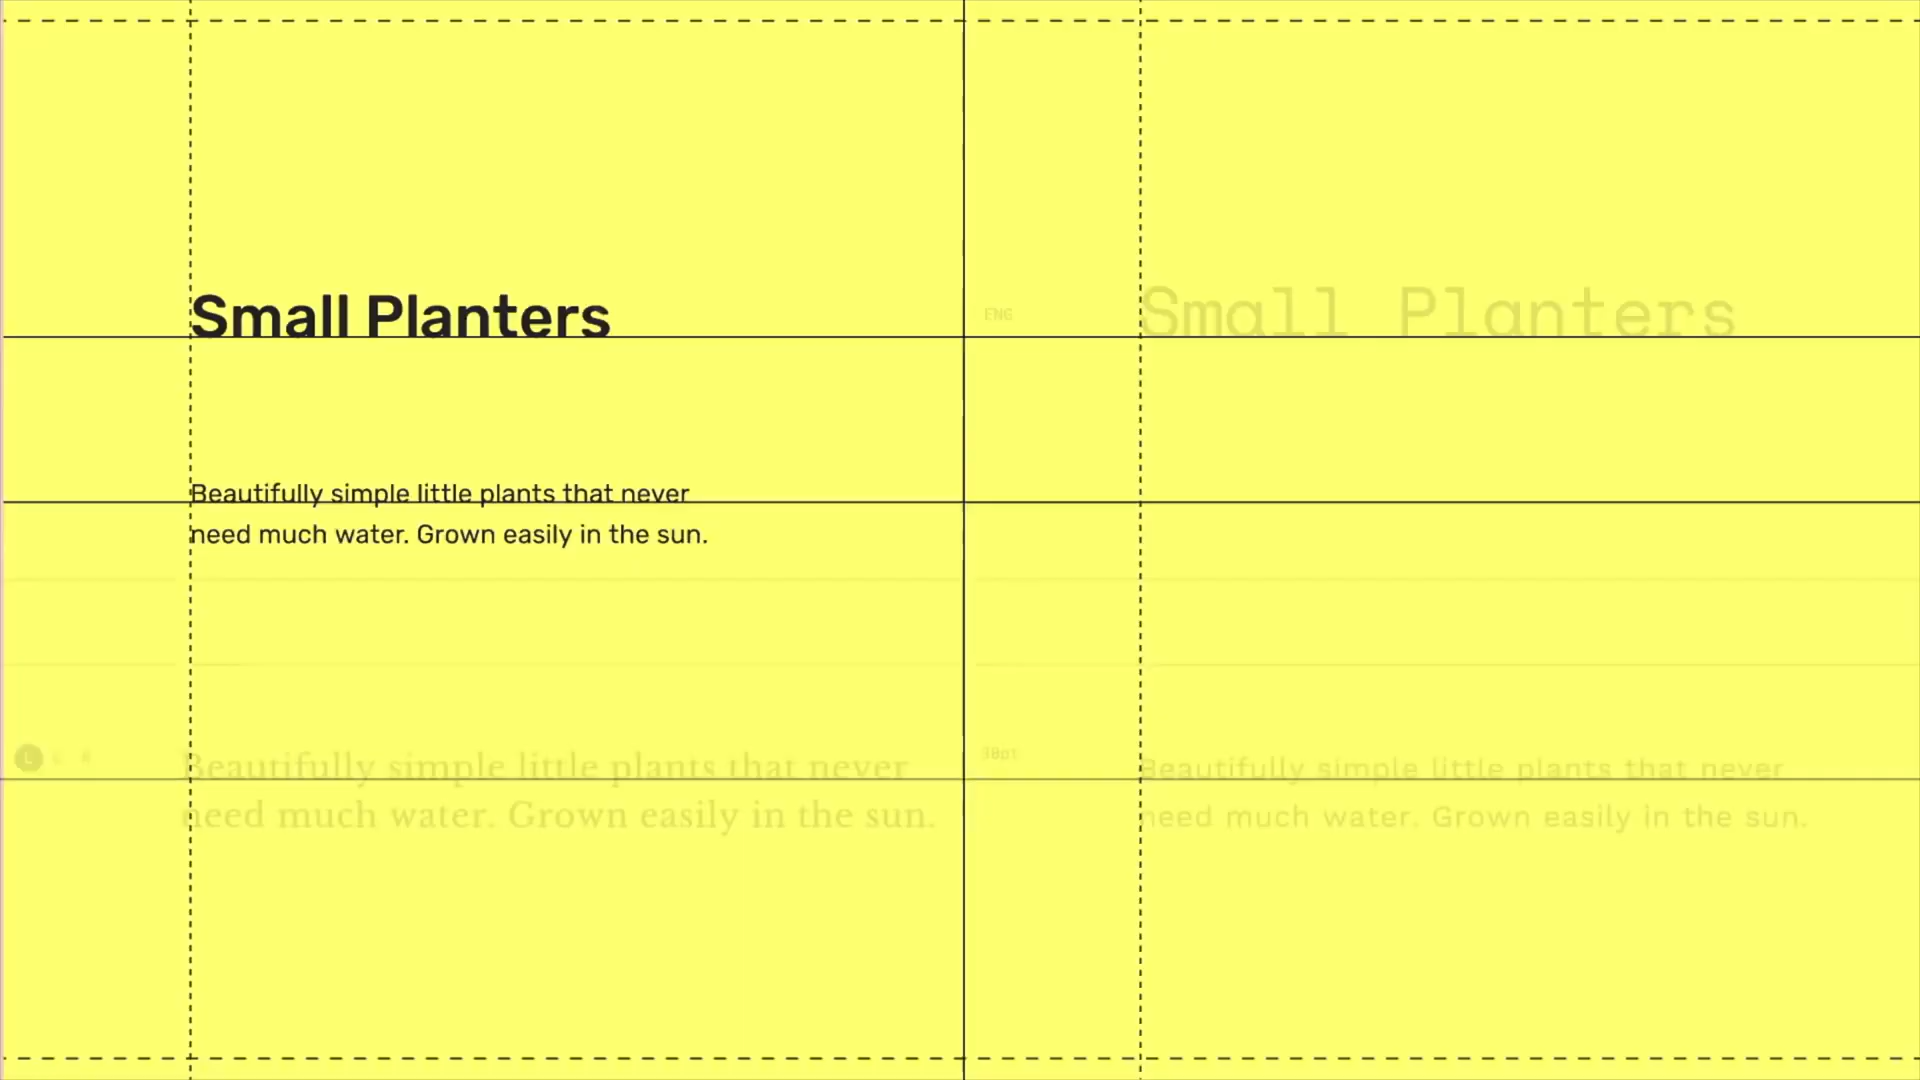 Small Planters
Beautifully simple little plants that never
need much water. Grown easily in the sun.
ENG
Small Planters
L
Beautifully simple little plants that never
need much water. Grown easily in the sun.
Beautifully simple little plants that never
need much water. Grown easily in the sun.